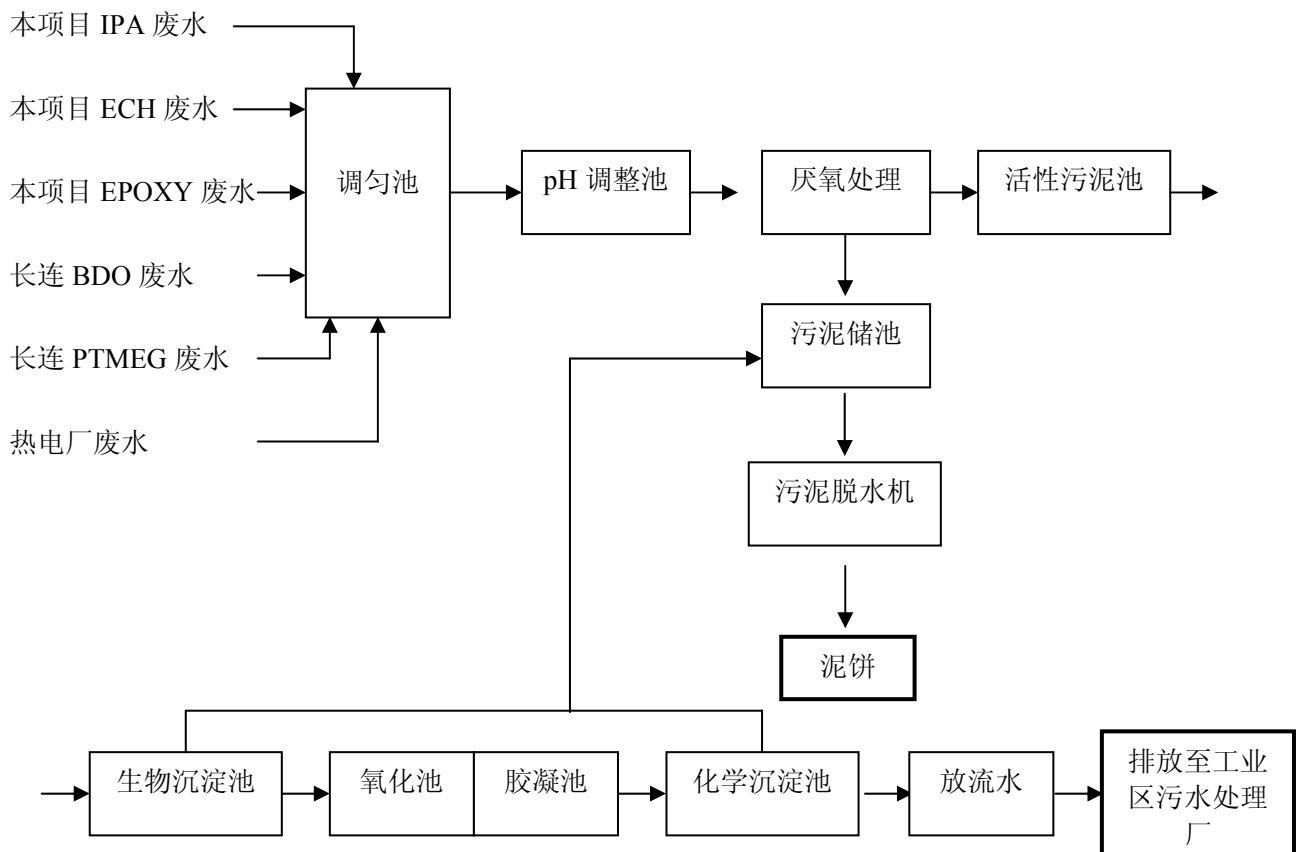 本项目 IPA 废水
本项目 ECH 废水
本项目 EPOXY 废水
长连 BDO 废水
长连 PTMEG 废水
热电厂废水
调匀池
pH 调整池
厌氧处理
活性污泥池
污泥储池
污泥脱水机
泥饼
生物沉淀池
氧化池
胶凝池
化学沉淀池
放流水
排放至工业
区污水处理
厂